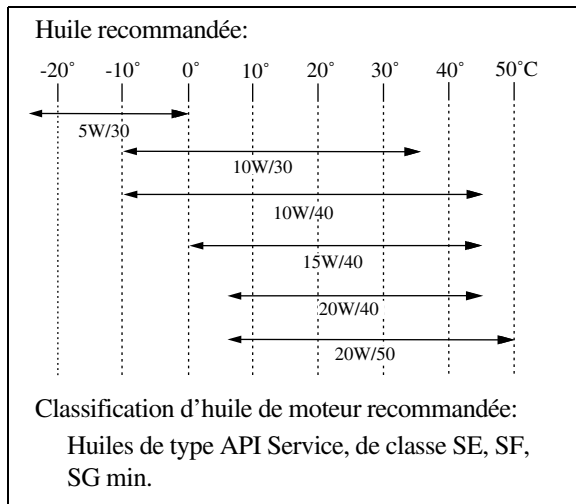 Huile recommandée:
-20˚ -10˚ 0˚ 10˚ 20˚ 30˚ 40˚ 50˚C
5W/30
10W/30
10W/40
15W/40
20W/40
20W/50
Classification d’huile de moteur recommandée:
Huiles de type API Service, de classe SE, SF,
SG min.